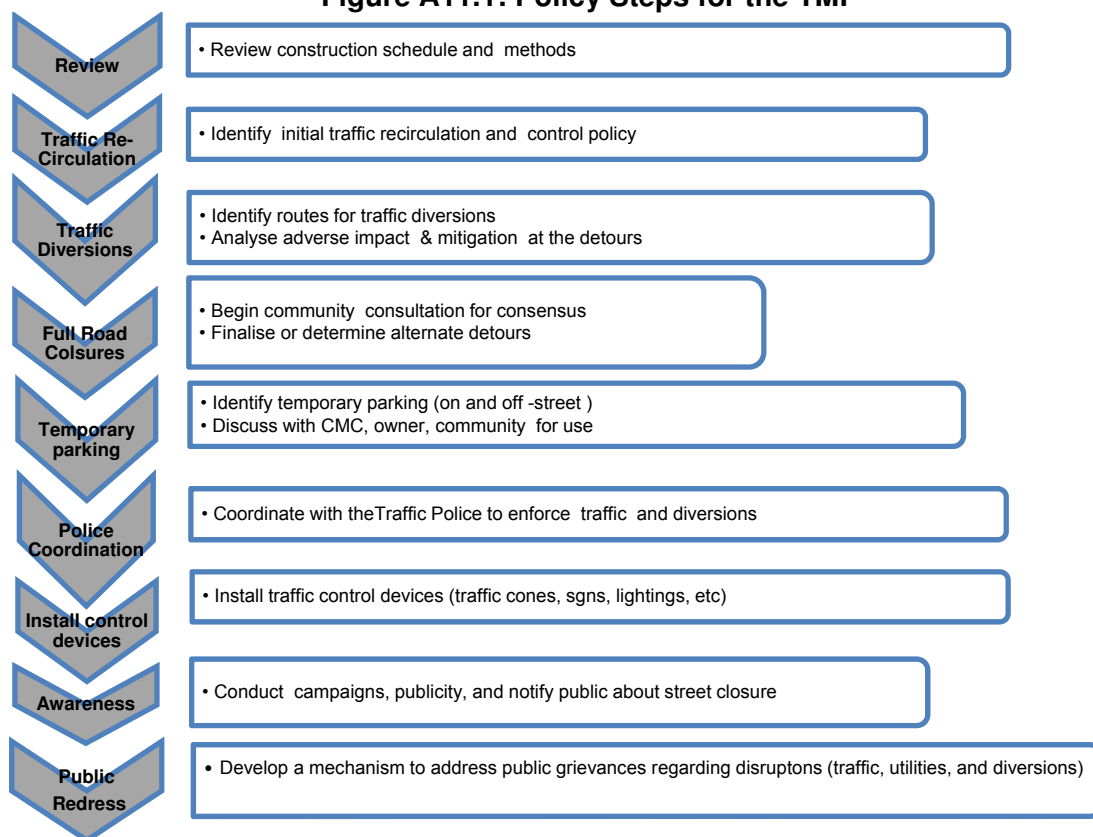 Figure A11.1: Policy Steps for the TMP
Review
• Review construction schedule and methods
Traffic Re-
Circulation
• Identify initial traffic recirculation and control policy
Traffic
Diversions
• Identify routes for traffic diversions
• Analyse adverse impact & mitigation at the detours
Full Road
Colsures
• Begin community consultation for consensus
• Finalise or determine alternate detours
Temporary
parking
• Identify temporary parking (on and off -street )
• Discuss with CMC, owner, community for use
Police
Coordination
• Coordinate with theTraffic Police to enforce traffic and diversions
Install control
devices
• Install traffic control devices (traffic cones, sgns, lightings, etc)
Awareness
• Conduct campaigns, publicity, and notify public about street closure
Public
Redress
• Develop a mechanism to address public grievances regarding disruptons (traffic, utilities, and diversions)